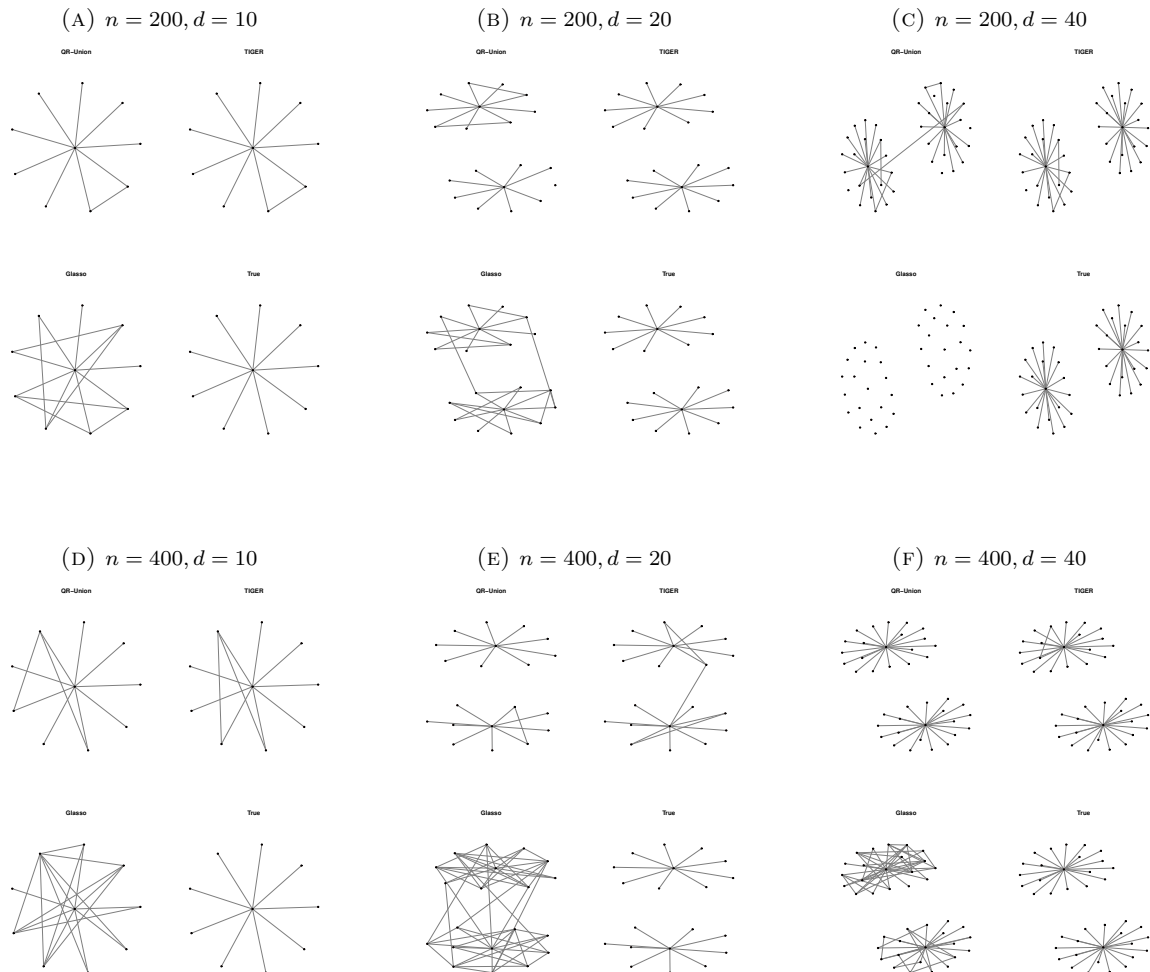 (A) n = 200, d = 10
(B) n = 200, d = 20
(C) n = 200, d = 40
QR−Union
TIGER
QR−Union
TIGER
QR−Union
TIGER
Glasso
True
Glasso
True
Glasso
True
(D) n = 400, d = 10
(E) n = 400, d = 20
(F) n = 400, d = 40
QR−Union
TIGER
QR−Union
TIGER
QR−Union
TIGER
Glasso
True
Glasso
True
Glasso
True